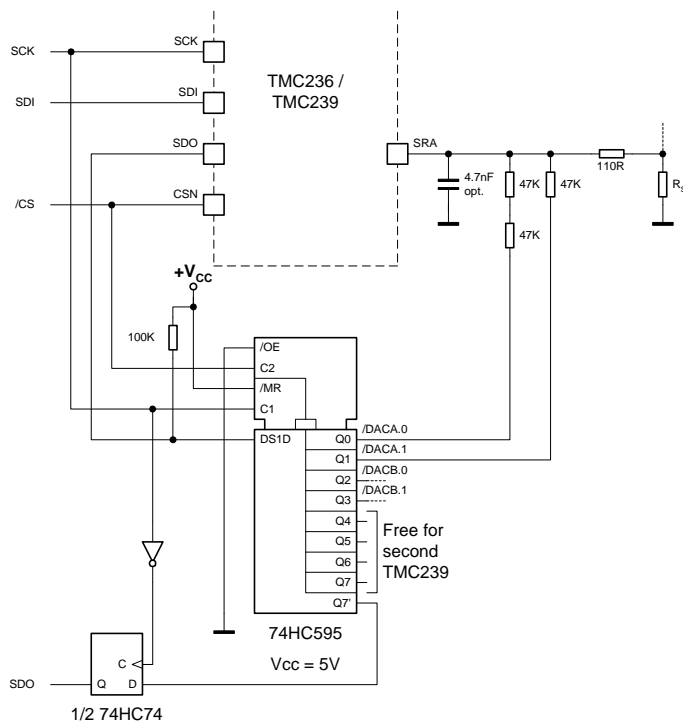 SCK
SCK
TMC236 /
TMC239
SDI
SDI
SDO
SRA
110R
4.7nF
opt.
47K
47K
R
/CS
CSN
47K
+VCC
100K
/OE
C2
/MR
C1
DS1D
Q0
/DACA.0
Q1
/DACA.1
Q2
/DACB.0
Q3
/DACB.1
Q4
Q5
Q6
Q7
Q7'
Free for
second
TMC239
74HC595
Vcc = 5V
C
SDO
Q
D
1/2 74HC74